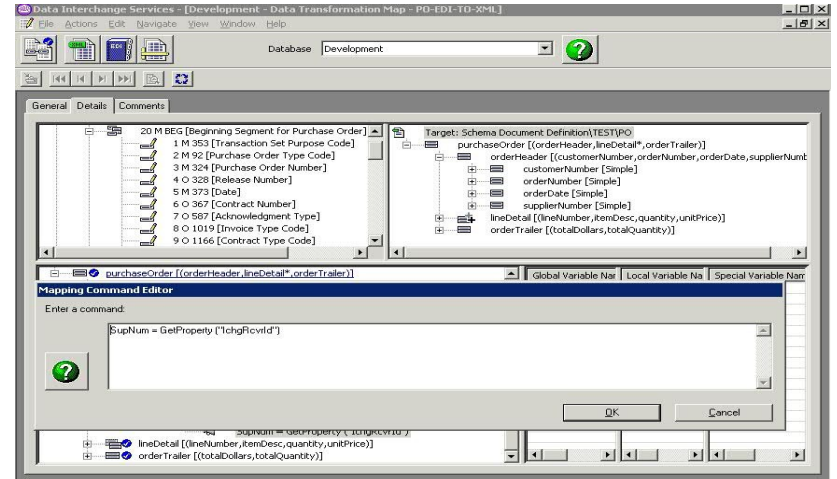 Data Interchange Services - [Development - Data Transformation Map - PO-EDI-TO-XML]
File Actions Edit Navigate View Window Help
EDI
Database Development
General Details Comments
20 M BEG [Beginning Segment for Purchase Order]
1 M 353 [Transaction Set Purpose Code]
2 M 92 [Purchase Order Type Code]
3 M 324 [Purchase Order Number]
4 O 328 [Release Number]
5 M 373 [Date]
6 O 367 [Contract Number]
7 O 587 [Acknowledgment Type]
8 O 1019 [Invoice Type Code]
9 O 1166 [Contract Type Code]
Target: Schema Document Definition\TEST\PO
purchaseOrder [(orderHeader,lineDetail*,orderTrailer)]
orderHeader [(customerNumber,orderNumber,orderDate,supplierNumb
customerNumber [Simple]
orderNumber [Simple]
orderDate [Simple]
supplierNumber [Simple]
lineDetail [(lineNumber,itemDesc,quantity,unitPrice)]
orderTrailer [(totalDollars,totalQuantity)]
purchaseOrder [(orderHeader,lineDetail*,orderTrailer)]
Global Variable Nar Local Variable Na Special Variable Nam
Mapping Command Editor
Enter a command:
SupNum = GetProperty ("IchgRcvrId")
OK Cancel
SupNum = GetProperty ("IchgRcvrId")
lineDetail [(lineNumber,itemDesc,quantity,unitPrice)]
orderTrailer [(totalDollars,totalQuantity)]